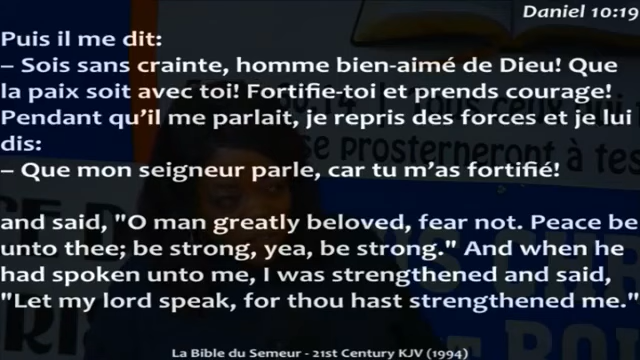 Daniel 10:19
Puis il me dit:
– Sois sans crainte, homme bien-aimé de Dieu! Que
la paix soit avec toi! Fortifie-toi et prends courage!
Pendant qu'il me parlait, je repris des forces et je lui
dis:
– Que mon seigneur parle, car tu m'as fortifié!
and said, "O man greatly beloved, fear not. Peace be
unto thee; be strong, yea, be strong." And when he
had spoken unto me, I was strengthened and said,
"Let my lord speak, for thou hast strengthened me."
La Bible du Semeur - 21st Century KJV (1994)
se prosterneront à tes